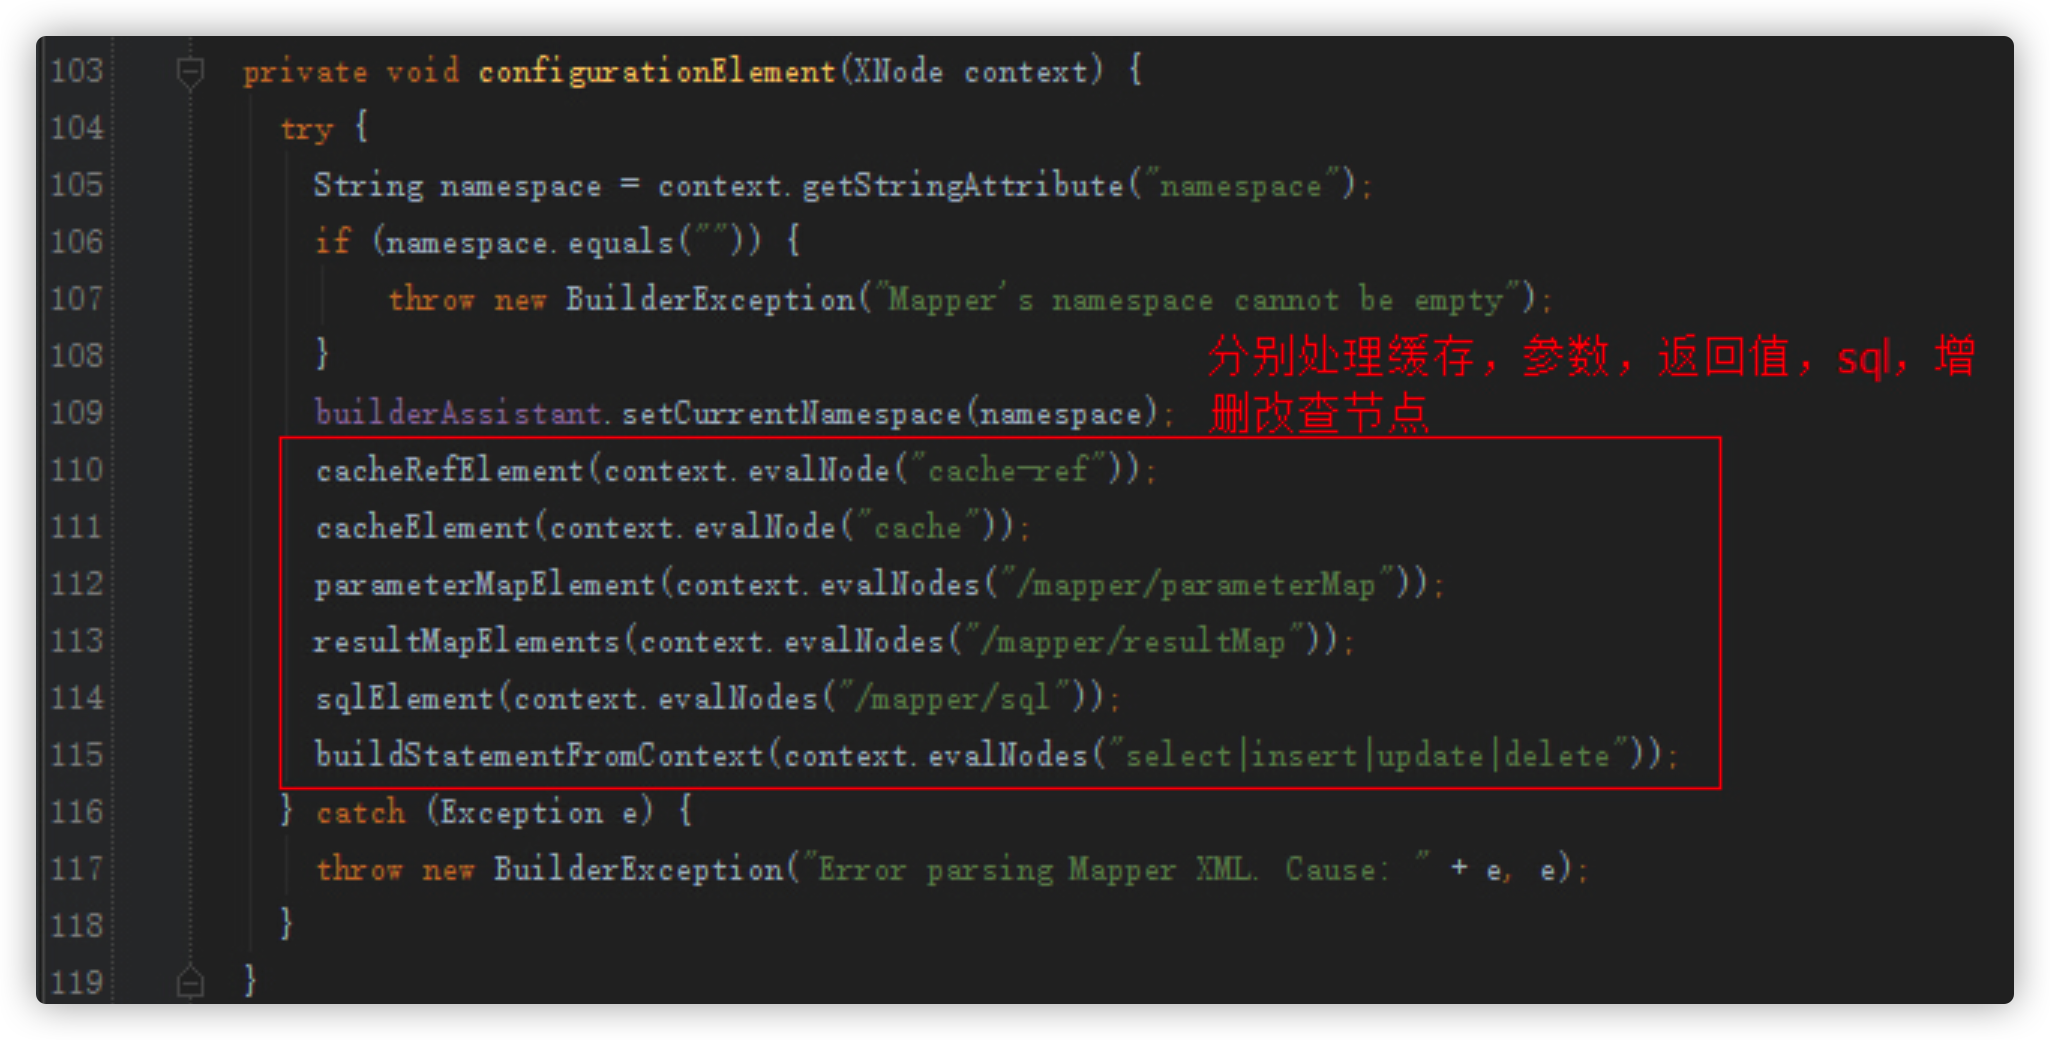 103 private void configurationElement(XNode context) {
104 try {
105 String namespace = context.getStringAttribute("namespace");
106 if (namespace.equals("")) {
107 throw new BuilderException("Mapper's namespace cannot be empty");
108 }
分别处理缓存，参数，返回值，sql，增
109 builderAssistant.setCurrentNamespace(namespace);
删改查节点
110 cacheRefElement(context.evalNode("cache-ref"));
111 cacheElement(context.evalNode("cache"));
112 parameterMapElement(context.evalNodes("/mapper/parameterMap"));
113 resultMapElements(context.evalNodes("/mapper/resultMap"));
114 sqlElement(context.evalNodes("/mapper/sql"));
115 buildStatementFromContext(context.evalNodes("select|insert|update|delete"));
116 } catch (Exception e) {
117 throw new BuilderException("Error parsing Mapper XML. Cause: " + e, e);
118 }
119 }